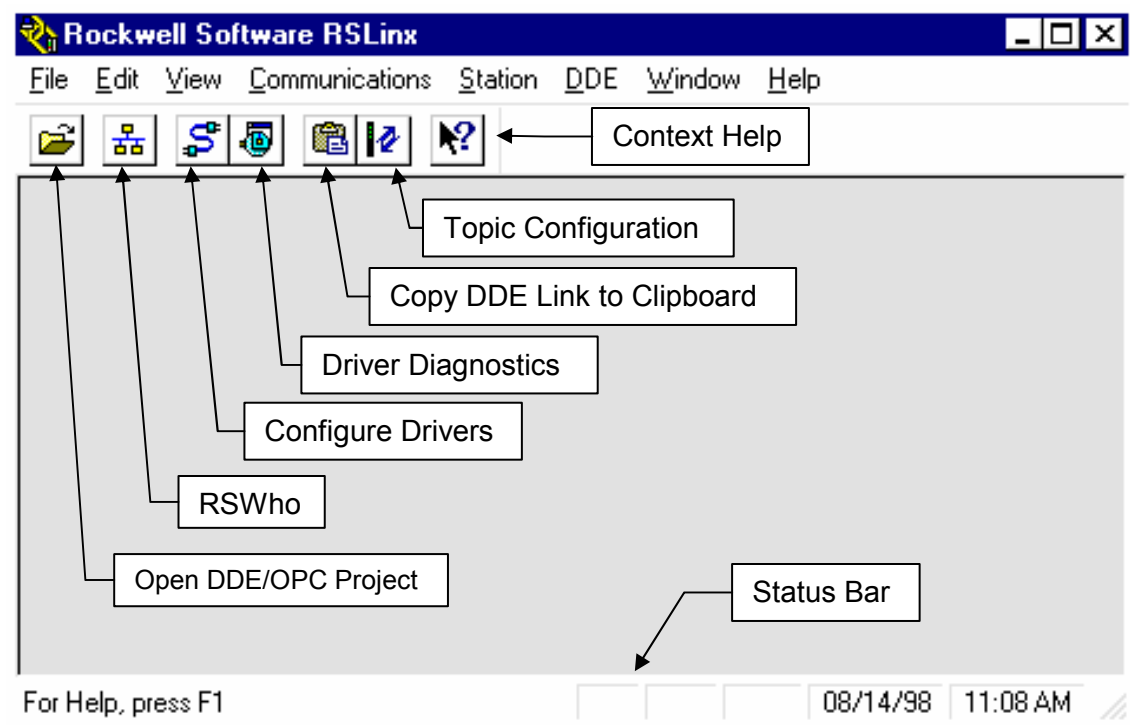 Rockwell Software RSLinx
File Edit View Communications Station DDE Window Help
Context Help
Topic Configuration
Copy DDE Link to Clipboard
Driver Diagnostics
Configure Drivers
RSWho
Open DDE/OPC Project
Status Bar
For Help, press F1 08/14/98 11:08 AM